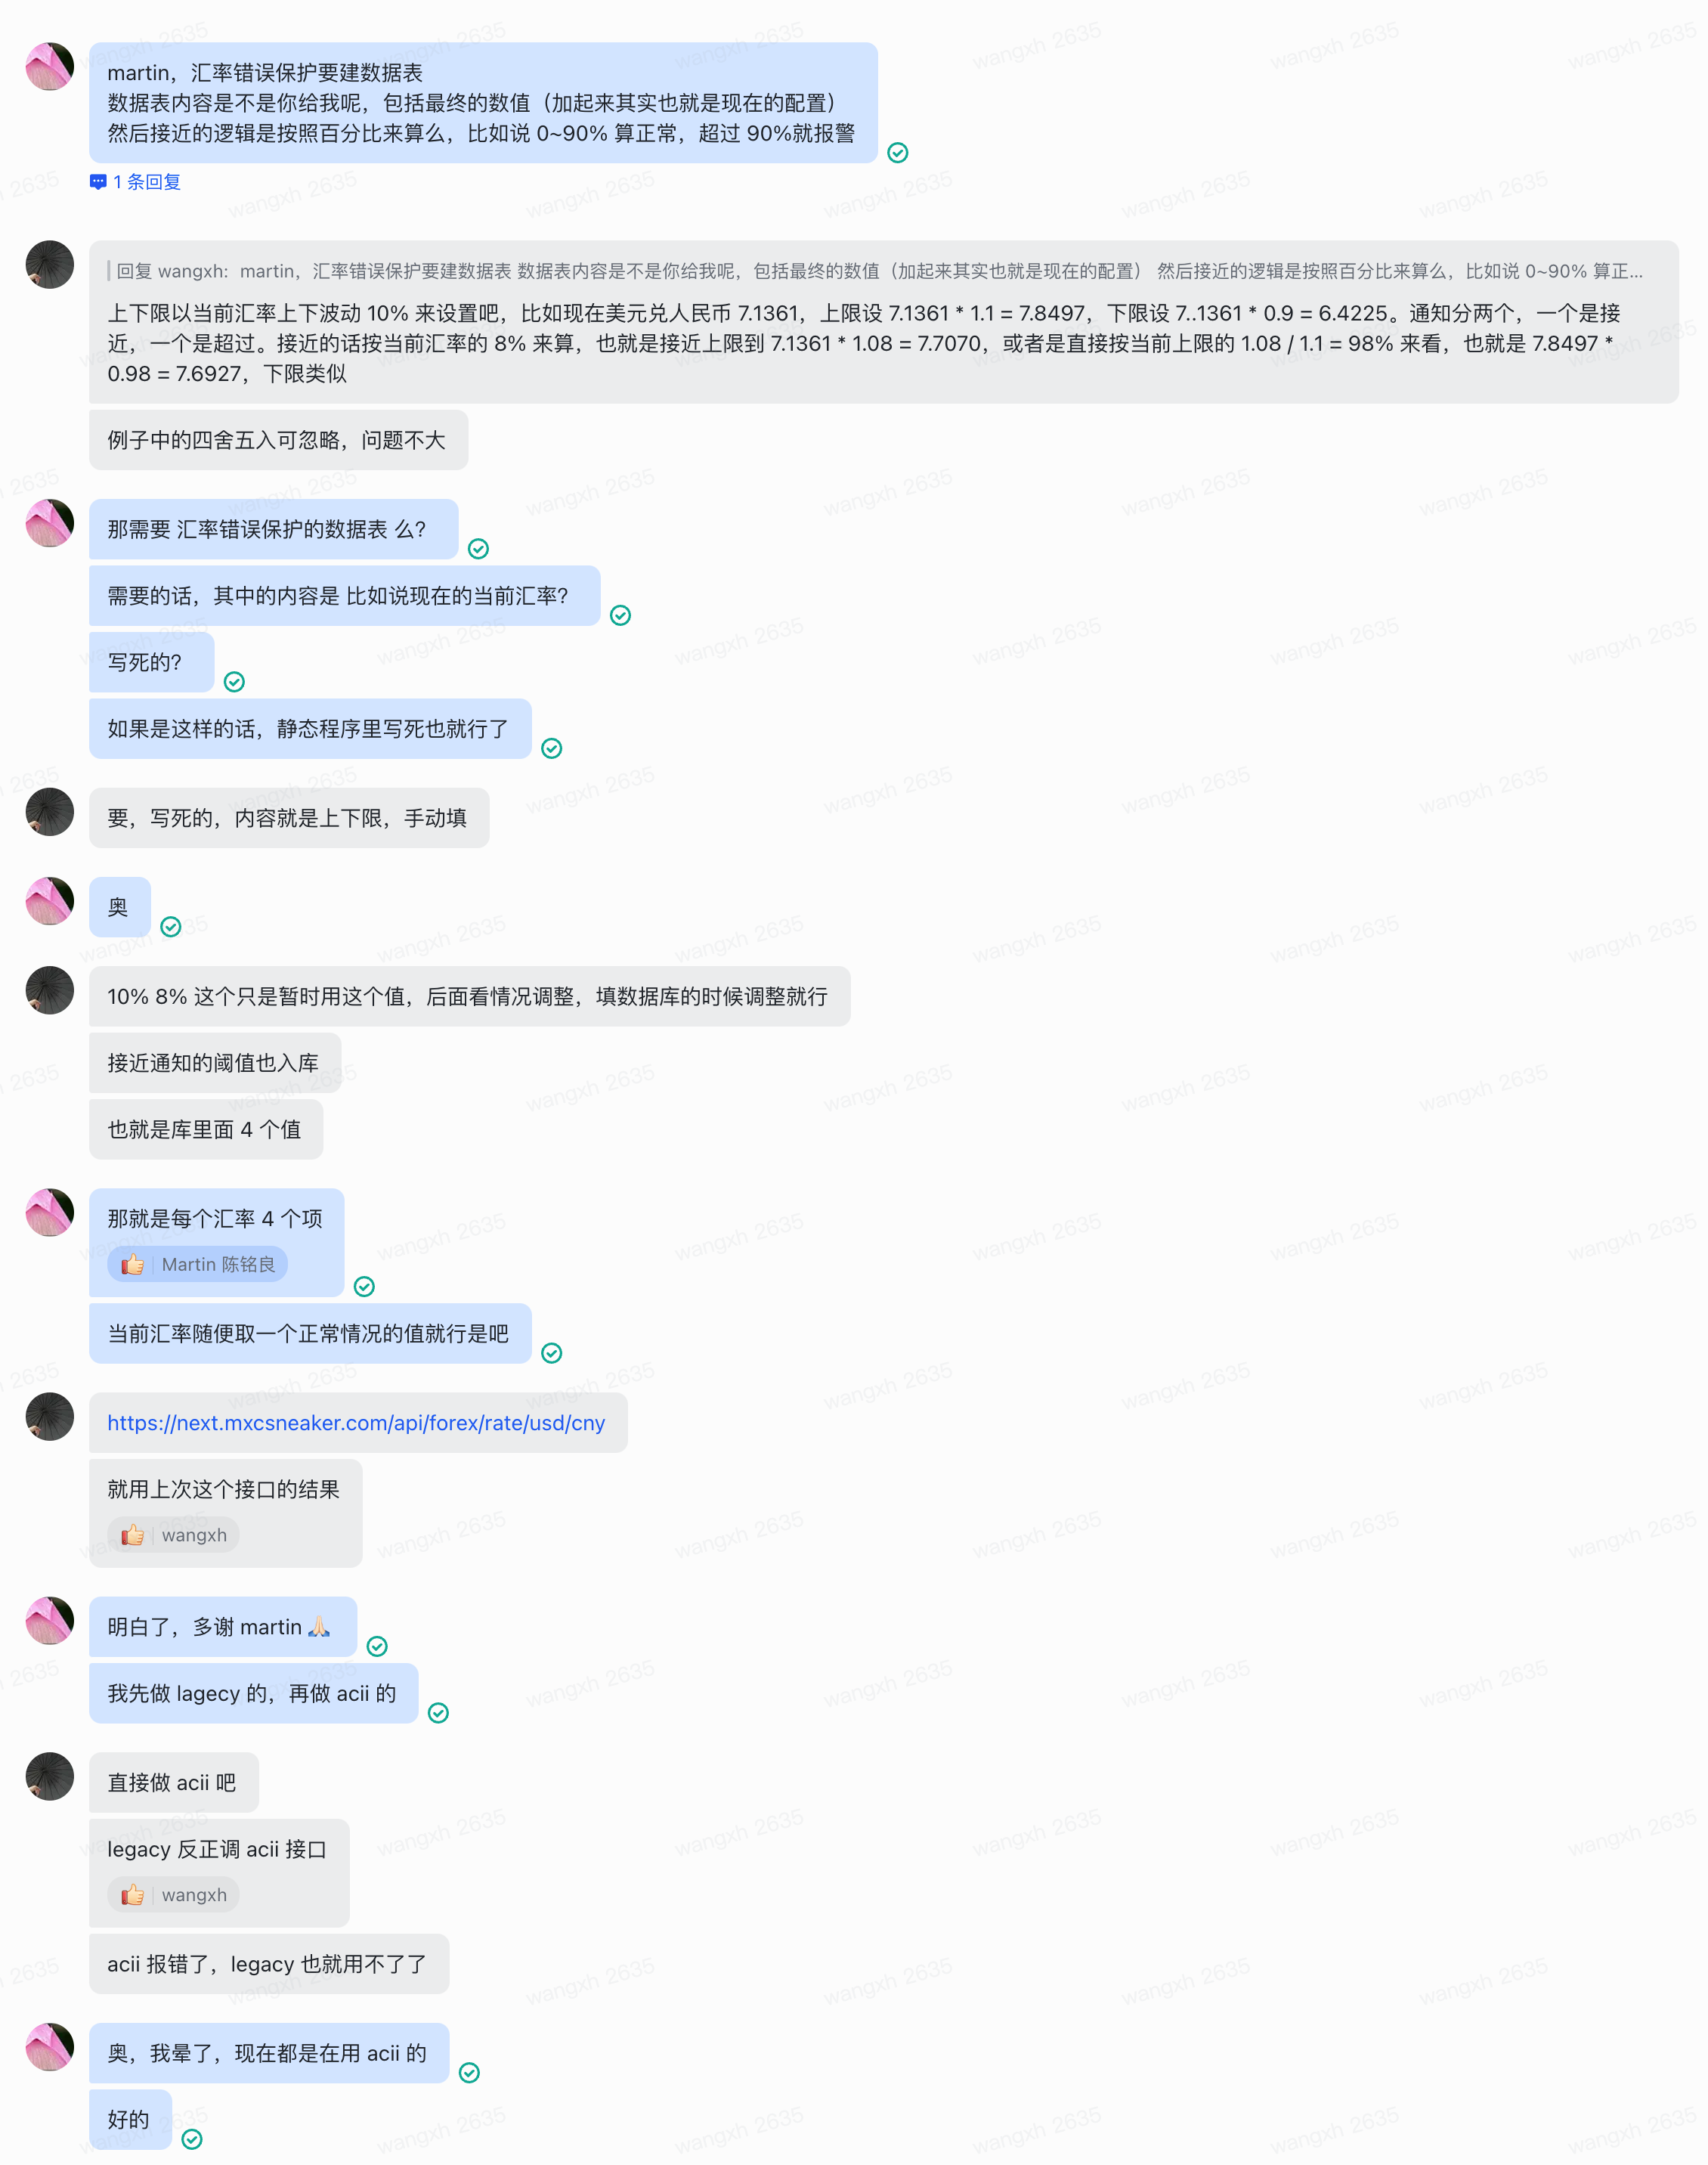 martin，汇率错误保护要建数据表
数据表内容是不是你给我呢，包括最终的数值（加起来其实也就是现在的配置）
然后接近的逻辑是按照百分比来算么，比如说 0~90% 算正常，超过 90%就报警
1 条回复
回复 wangxh: martin，汇率错误保护要建数据表 数据表内容是不是你给我呢，包括最终的数值（加起来其实也就是现在的配置） 然后接近的逻辑是按照百分比来算么，比如说 0~90% 算正...
上下限以当前汇率上下波动 10% 来设置吧，比如现在美元兑人民币 7.1361，上限设 7.1361 * 1.1 = 7.8497，下限设 7..1361 * 0.9 = 6.4225。通知分两个，一个是接
近，一个是超过。接近的话按当前汇率的 8% 来算，也就是接近上限到 7.1361 * 1.08 = 7.7070，或者是直接按当前上限的 1.08 / 1.1 = 98% 来看，也就是 7.8497 *
0.98 = 7.6927，下限类似
例子中的四舍五入可忽略，问题不大
那需要 汇率错误保护的数据表 么？
需要的话，其中的内容是 比如说现在的当前汇率？
写死的？
如果是这样的话，静态程序里写死也就行了
要，写死的，内容就是上下限，手动填
奥
10% 8% 这个只是暂时用这个值，后面看情况调整，填数据库的时候调整就行
接近通知的阈值也入库
也就是库里面 4 个值
那就是每个汇率 4 个项
Martin 陈铭良
当前汇率随便取一个正常情况的值就行是吧
https://next.mxcsneaker.com/api/forex/rate/usd/cny
就用上次这个接口的结果
wangxh
明白了，多谢 martin 🙏🏻
我先做 lagecy 的，再做 acii 的
直接做 acii 吧
legacy 反正调 acii 接口
wangxh
acii 报错了，legacy 也就用不了了
奥，我晕了，现在都是在用 acii 的
好的
wangxh 2635